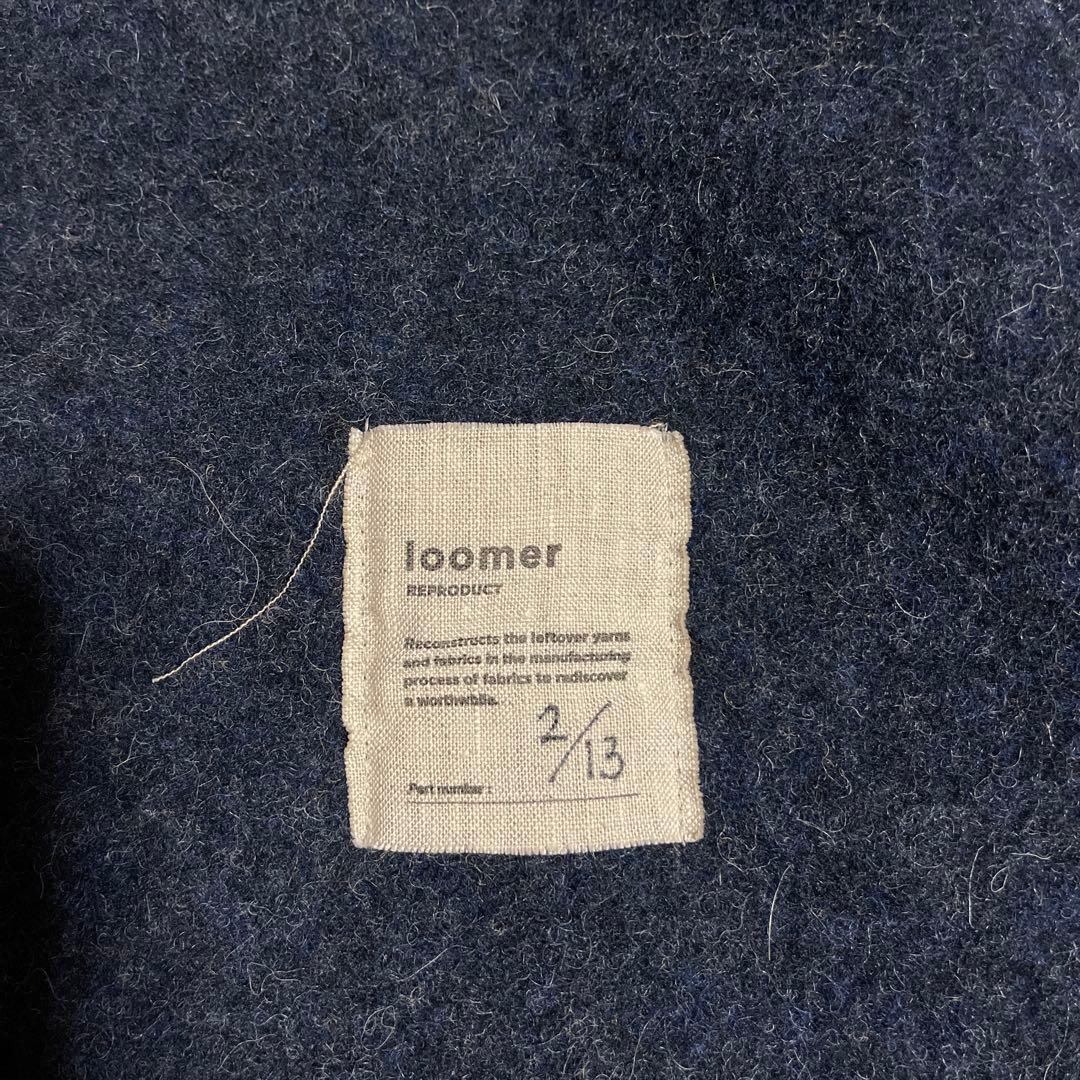 loomer
REPRODUCT
Reconstructs the leftover yarns
and fabrics in the manufacturing
process of fabrics to rediscover
a worthwhile.
2/13
Part number :